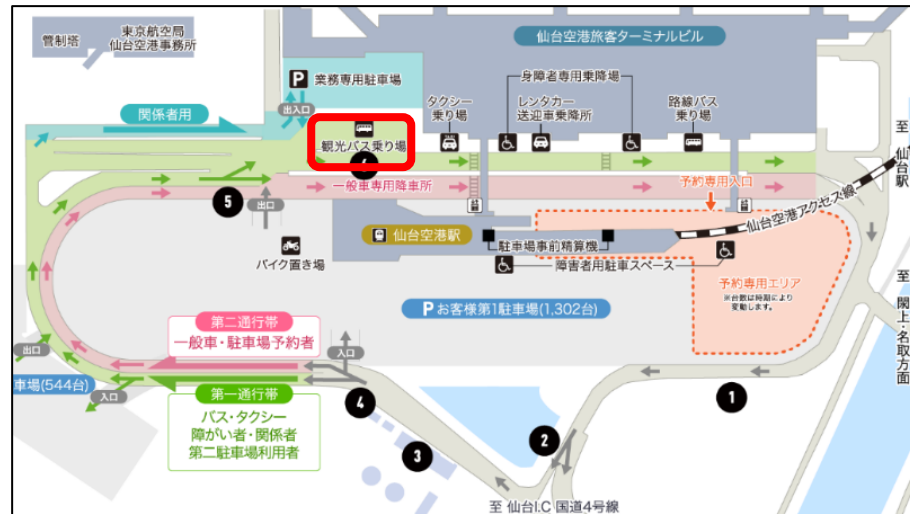 管制塔
東京航空局
仙台空港事務所
仙台空港旅客ターミナルビル
P 業務専用駐車場
出入口
関係者用
観光バス乗り場
タクシー
乗り場
身障者専用乗降場
レンタカー
送迎車乗降所
路線バス
乗り場
至 仙台駅
一般車専用降車所
予約専用入口
仙台空港アクセス線
5
出口
仙台空港駅
駐車場事前精算機
バイク置き場
障害者用駐車スペース
予約専用エリア
※台数は時期により
変動します。
至 閖上・名取方面
P お客様第1駐車場(1,302台)
第二通行帯
一般車・駐車場予約者
入口
出口
車場(544台)
入口
第一通行帯
バス・タクシー
障がい者・関係者
第二駐車場利用者
4
1
2
3
至 仙台I.C 国道4号線